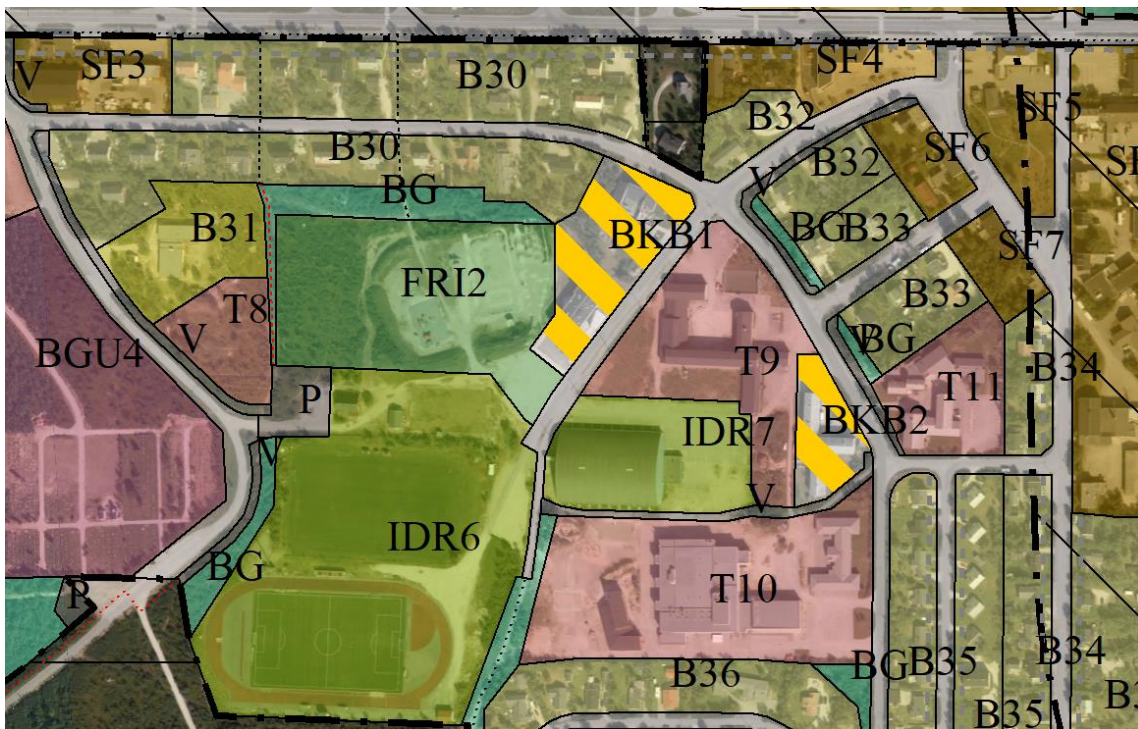 SF3
V
B30
SF4
SF5
B32
B30
B32
SF6
V
BG
BG
B33
B31
BKB1
SF7
FRI2
B33
T8
V
BGU4
T9
BG
B34
T11
P
BKB2
IDR7
V
V
IDR6
BG
T10
P
B36
BG
B35
B34
B35